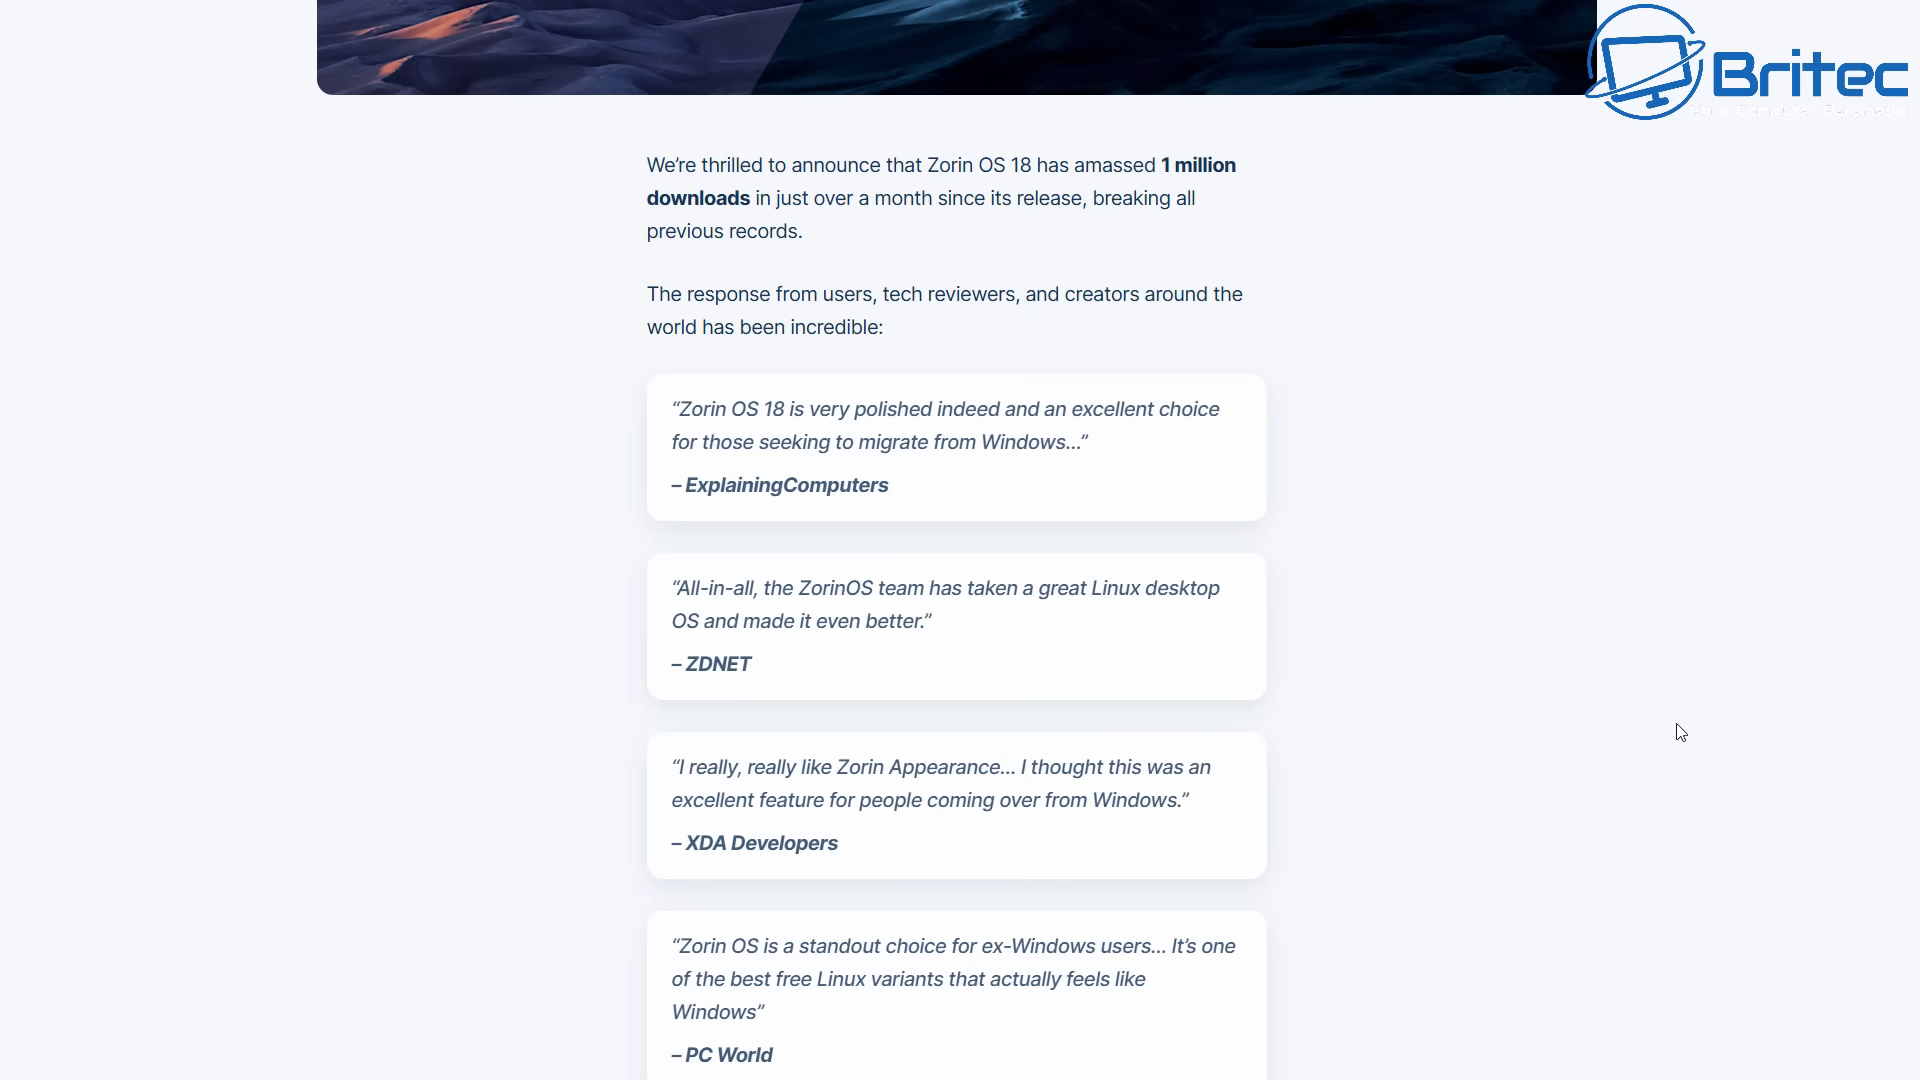 Britec
We’re thrilled to announce that Zorin OS 18 has amassed 1 million
downloads in just over a month since its release, breaking all
previous records.
The response from users, tech reviewers, and creators around the
world has been incredible:
“Zorin OS 18 is very polished indeed and an excellent choice
for those seeking to migrate from Windows...”
– ExplainingComputers
“All-in-all, the ZorinOS team has taken a great Linux desktop
OS and made it even better.”
– ZDNET
“I really, really like Zorin Appearance... I thought this was an
excellent feature for people coming over from Windows.”
– XDA Developers
“Zorin OS is a standout choice for ex-Windows users... It’s one
of the best free Linux variants that actually feels like
Windows”
– PC World